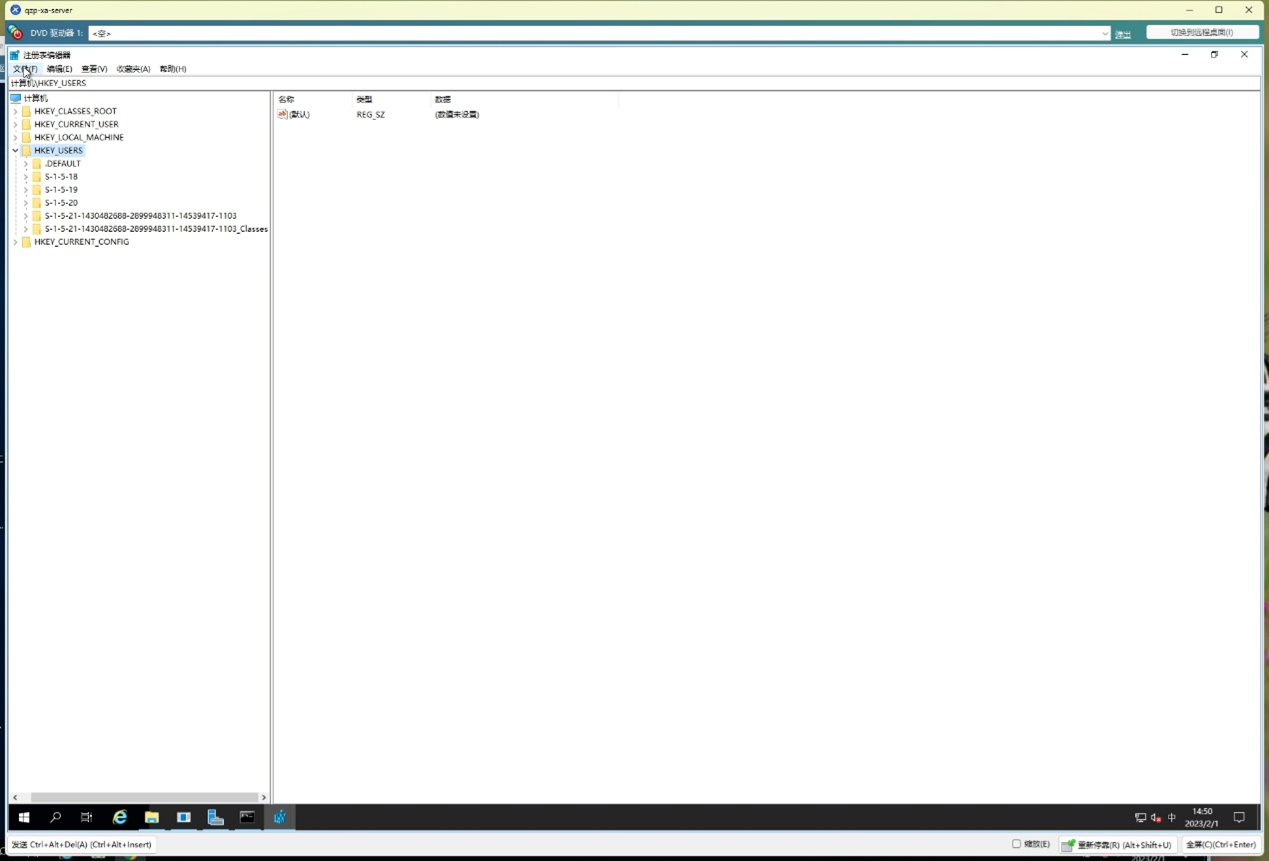 qzp-xa-server
DVD 驱动器 1: <空> 弹出 切换到远程桌面(I)
注册表编辑器
文件(F) 编辑(E) 查看(V) 收藏夹(A) 帮助(H)
计算机\HKEY_USERS
计算机
HKEY_CLASSES_ROOT
HKEY_CURRENT_USER
HKEY_LOCAL_MACHINE
HKEY_USERS
.DEFAULT
S-1-5-18
S-1-5-19
S-1-5-20
S-1-5-21-1430482688-2899948311-14539417-1103
S-1-5-21-1430482688-2899948311-14539417-1103_Classes
HKEY_CURRENT_CONFIG
名称 类型 数据
ab (默认) REG_SZ (数值未设置)
中 14:50
2023/2/1
发送 Ctrl+Alt+Del(A) (Ctrl+Alt+Insert) 缩放(E) 重新停靠(R) (Alt+Shift+U) 全屏(C)(Ctrl+Enter)